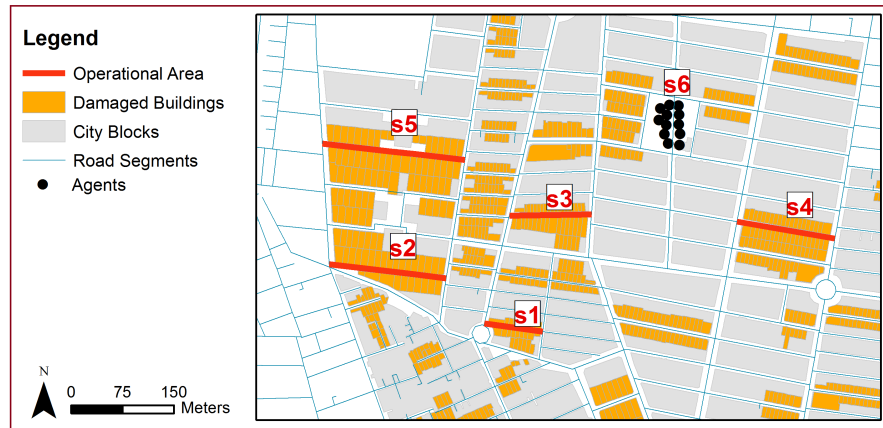 Legend
Operational Area
Damaged Buildings
City Blocks
Road Segments
Agents
N
0 75 150
Meters
s6
s5
s3
s4
s2
s1